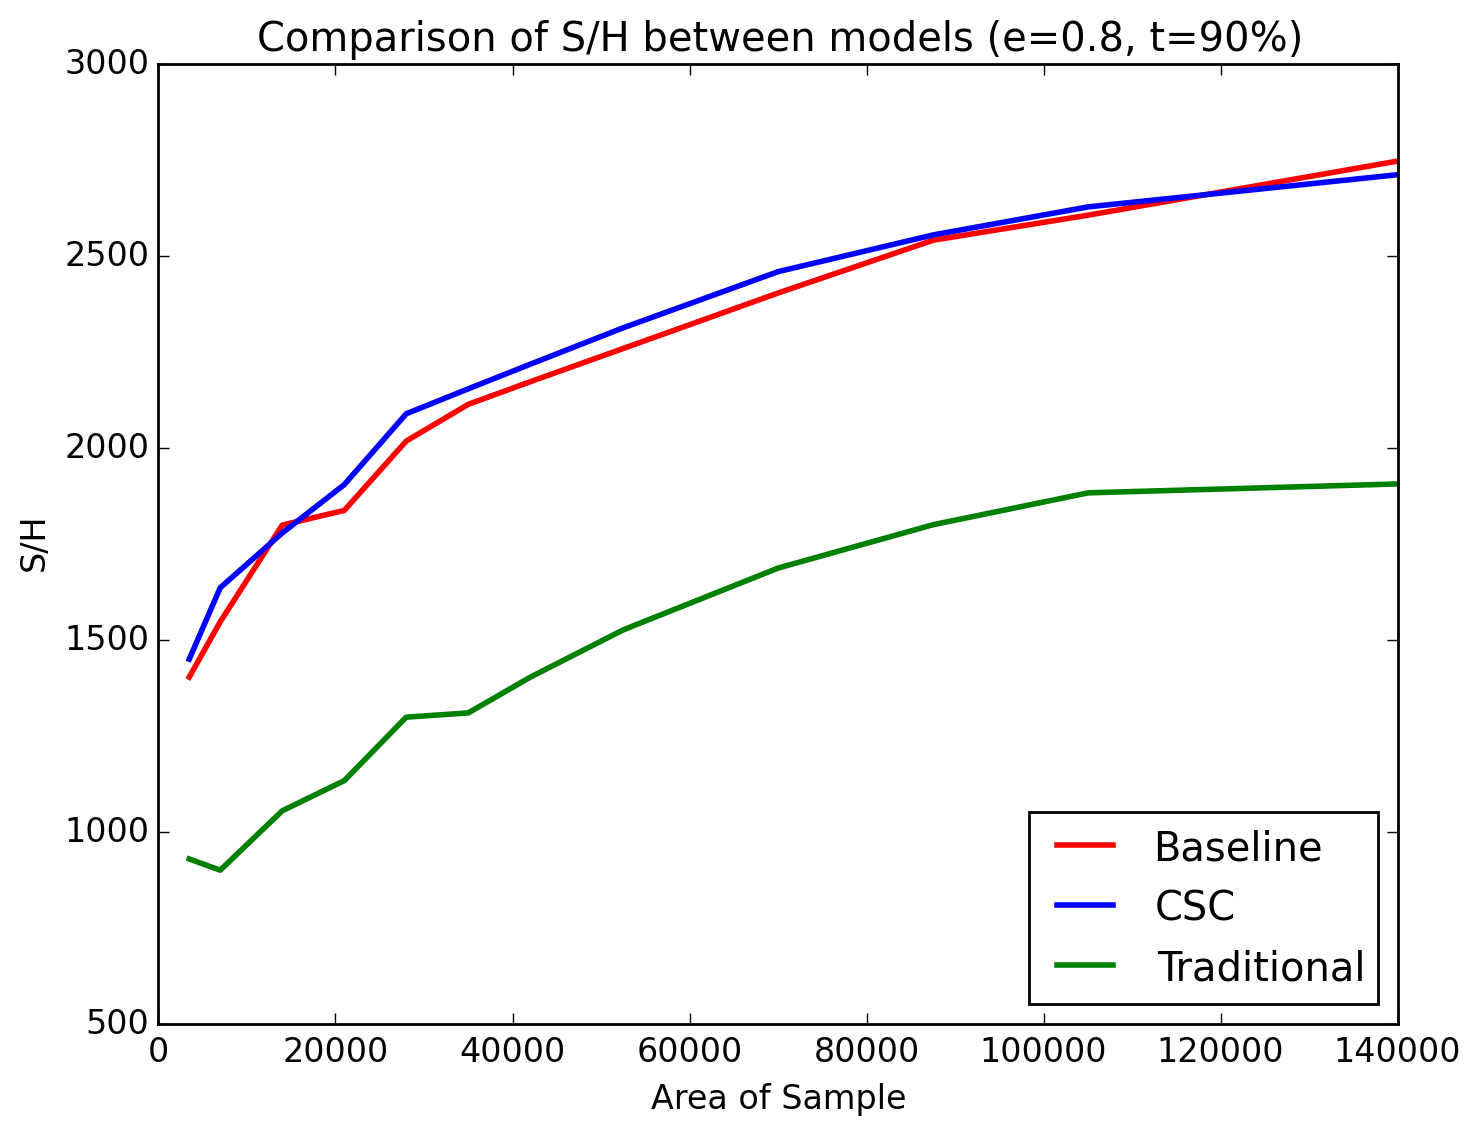 Comparison of S/H between models (e=0.8, t=90%)
3000
2500
2000
1500
1000
500
S/H
Baseline
CSC
Traditional
0 20000 40000 60000 80000 100000 120000 140000
Area of Sample